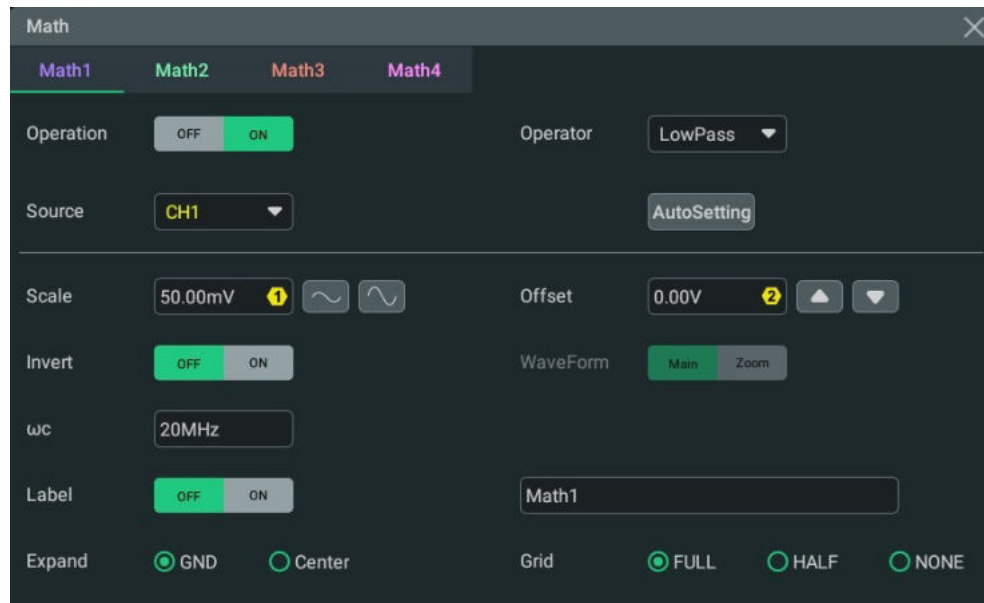 Math
Math1 Math2 Math3 Math4
Operation OFF ON Operator LowPass
Source CH1 AutoSetting
Scale 50.00mV 1 Offset 0.00V 2
Invert OFF ON WaveForm Main Zoom
ωc 20MHz
Label OFF ON Math1
Expand GND Center Grid FULL HALF NONE